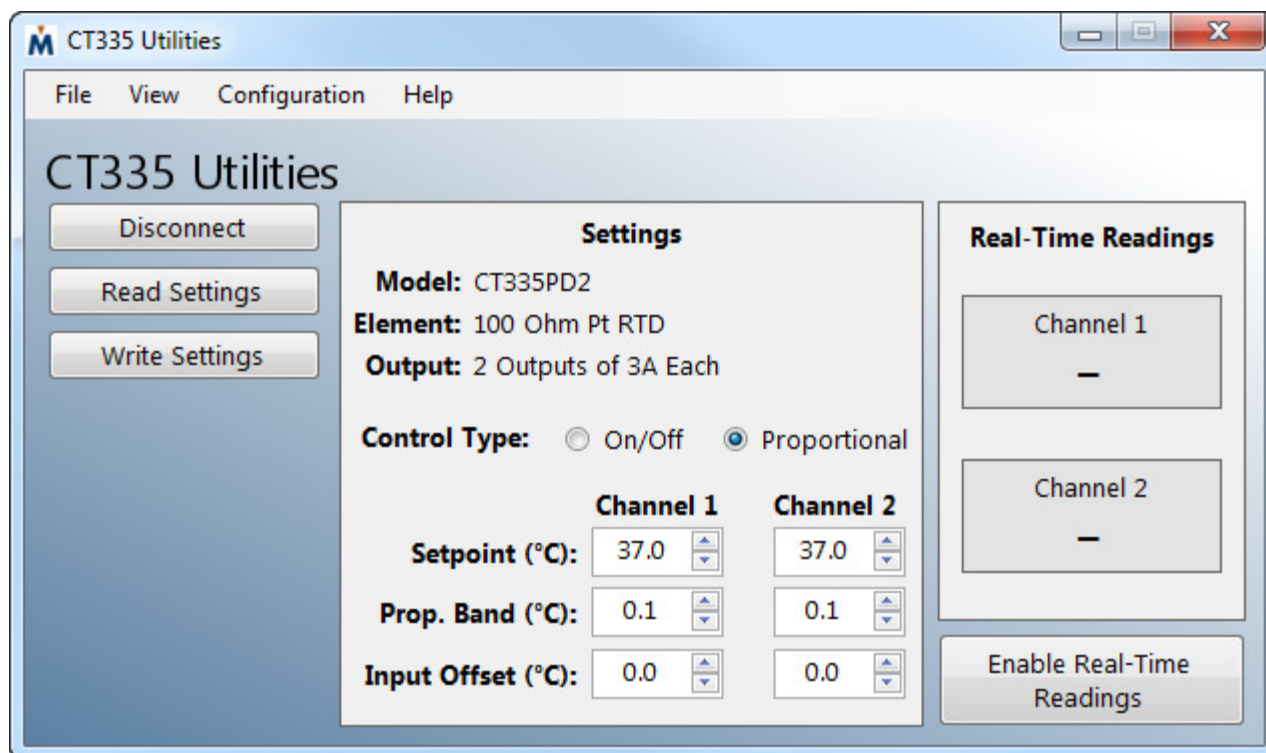 CT335 Utilities
File View Configuration Help
CT335 Utilities
Disconnect
Read Settings
Write Settings
Settings
Model: CT335PD2
Element: 100 Ohm Pt RTD
Output: 2 Outputs of 3A Each
Control Type: On/Off Proportional
Channel 1 Channel 2
Setpoint (°C): 37.0 37.0
Prop. Band (°C): 0.1 0.1
Input Offset (°C): 0.0 0.0
Real-Time Readings
Channel 1
–
Channel 2
–
Enable Real-Time
Readings